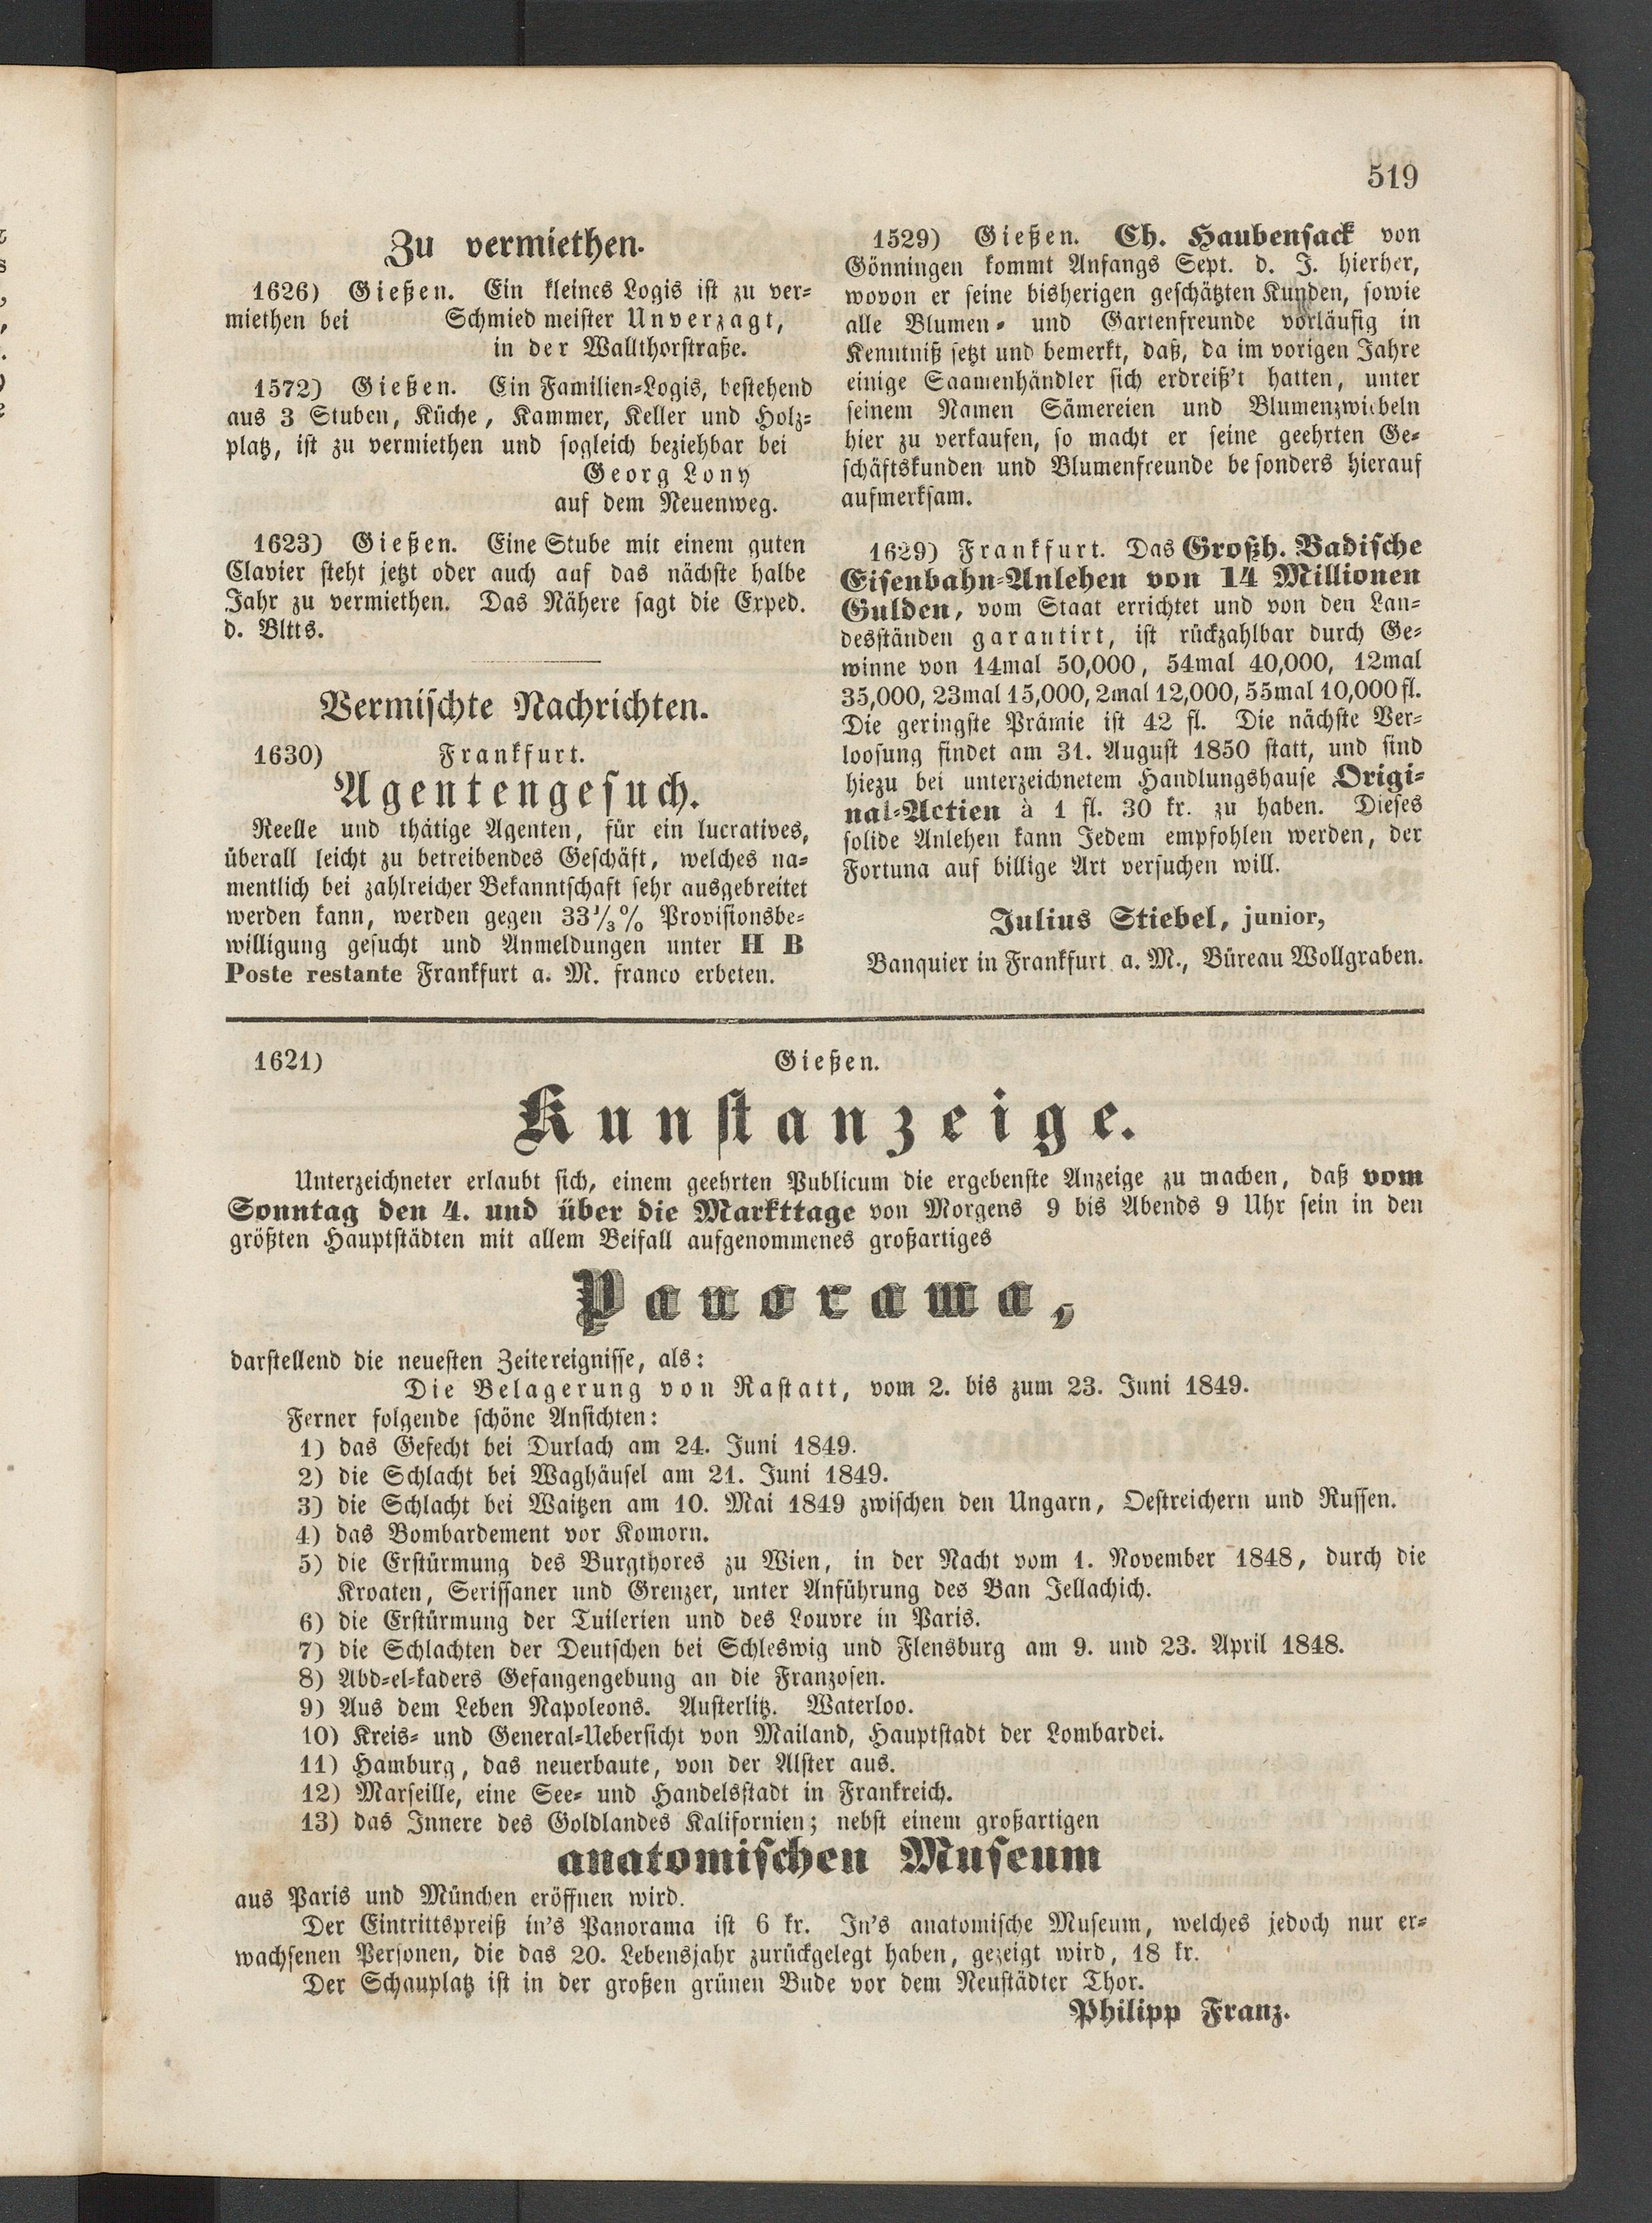 519
Zu vermiethen.
1626) Gießen. Ein kleines Logis ist zu ver-
miethen bei Schmiedmeister Unverzagt,
in der Wallthorstraße.
1572) Gießen. Ein Familien-Logis, bestehend
aus 3 Stuben, Küche, Kammer, Keller und Holz-
platz, ist zu vermiethen und sogleich beziehbar bei
Georg Lony
auf dem Neuenweg.
1623) Gießen. Eine Stube mit einem guten
Clavier steht jetzt oder auch auf das nächste halbe
Jahr zu vermiethen. Das Nähere sagt die Exped.
d. Bltts.
Vermischte Nachrichten.
1630) Frankfurt.
Agentengesuch.
Reelle und thätige Agenten, für ein lucratives,
überall leicht zu betreibendes Geschäft, welches na-
mentlich bei zahlreicher Bekanntschaft sehr ausgebreitet
werden kann, werden gegen 33⅓% Provisionsbe-
willigung gesucht und Anmeldungen unter H B
Poste restante Frankfurt a. M. franco erbeten.
1529) Gießen. Ch. Haubensack von
Gönningen kommt Anfangs Sept. d. J. hierher,
wovon er seine bisherigen geschätzten Kunden, sowie
alle Blumen- und Gartenfreunde vorläufig in
Kenntniß setzt und bemerkt, daß, da im vorigen Jahre
einige Saamenhändler sich erdreiß't hatten, unter
seinem Namen Sämereien und Blumenzwiebeln
hier zu verkaufen, so macht er seine geehrten Ge-
schäftskunden und Blumenfreunde besonders hierauf
aufmerksam.
1629) Frankfurt. Das Großh. Badische
Eisenbahn-Anlehen von 14 Millionen
Gulden, vom Staat errichtet und von den Lan-
desständen garantirt, ist rückzahlbar durch Ge-
winne von 14mal 50,000, 54mal 40,000, 12mal
35,000, 23mal 15,000, 2mal 12,000, 55mal 10,000 fl.
Die geringste Prämie ist 42 fl. Die nächste Ver-
loosung findet am 31. August 1850 statt, und sind
hiezu bei unterzeichnetem Handlungshause Origi-
nal-Actien à 1 fl. 30 kr. zu haben. Dieses
solide Anlehen kann Jedem empfohlen werden, der
Fortuna auf billige Art versuchen will.
Julius Stiebel, junior,
Banquier in Frankfurt a. M., Büreau Wollgraben.
1621) Gießen.
Kunstanzeige.
Unterzeichneter erlaubt sich, einem geehrten Publicum die ergebenste Anzeige zu machen, daß vom
Sonntag den 4. und über die Markttage von Morgens 9 bis Abends 9 Uhr sein in den
größten Hauptstädten mit allem Beifall aufgenommenes großartiges
Panorama,
darstellend die neuesten Zeitereignisse, als:
Die Belagerung von Rastatt, vom 2. bis zum 23. Juni 1849.
Ferner folgende schöne Ansichten:
1) das Gefecht bei Durlach am 24. Juni 1849.
2) die Schlacht bei Waghäusel am 21. Juni 1849.
3) die Schlacht bei Waitzen am 10. Mai 1849 zwischen den Ungarn, Oestreichern und Russen.
4) das Bombardement vor Komorn.
5) die Erstürmung des Burgthores zu Wien, in der Nacht vom 1. November 1848, durch die
Kroaten, Serissaner und Grenzer, unter Anführung des Ban Jellachich.
6) die Erstürmung der Tuilerien und des Louvre in Paris.
7) die Schlachten der Deutschen bei Schleswig und Flensburg am 9. und 23. April 1848.
8) Abd-el-kaders Gefangengebung an die Franzosen.
9) Aus dem Leben Napoleons. Austerlitz. Waterloo.
10) Kreis- und General-Uebersicht von Mailand, Hauptstadt der Lombardei.
11) Hamburg, das neuerbaute, von der Alster aus.
12) Marseille, eine See- und Handelsstadt in Frankreich.
13) das Innere des Goldlandes Kalifornien; nebst einem großartigen
anatomischen Museum
aus Paris und München eröffnen wird.
Der Eintrittspreiß in's Panorama ist 6 kr. In's anatomische Museum, welches jedoch nur er-
wachsenen Personen, die das 20. Lebensjahr zurückgelegt haben, gezeigt wird, 18 kr.
Der Schauplatz ist in der großen grünen Bude vor dem Neustädter Thor.
Philipp Franz.